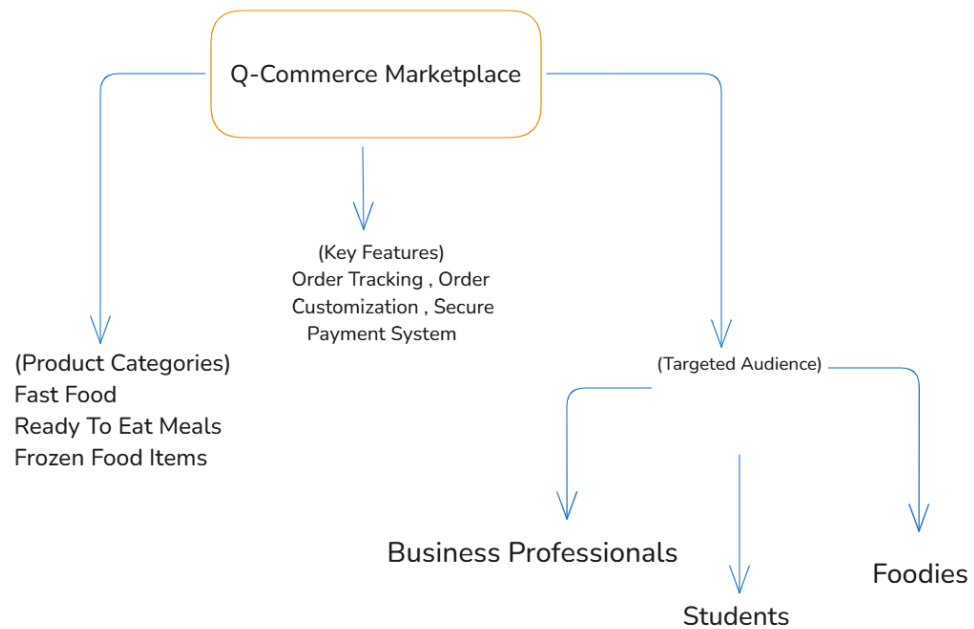 Q-Commerce Marketplace
(Key Features)
Order Tracking , Order
Customization , Secure
Payment System
(Product Categories)
Fast Food
Ready To Eat Meals
Frozen Food Items
(Targeted Audience)
Business Professionals
Students
Foodies